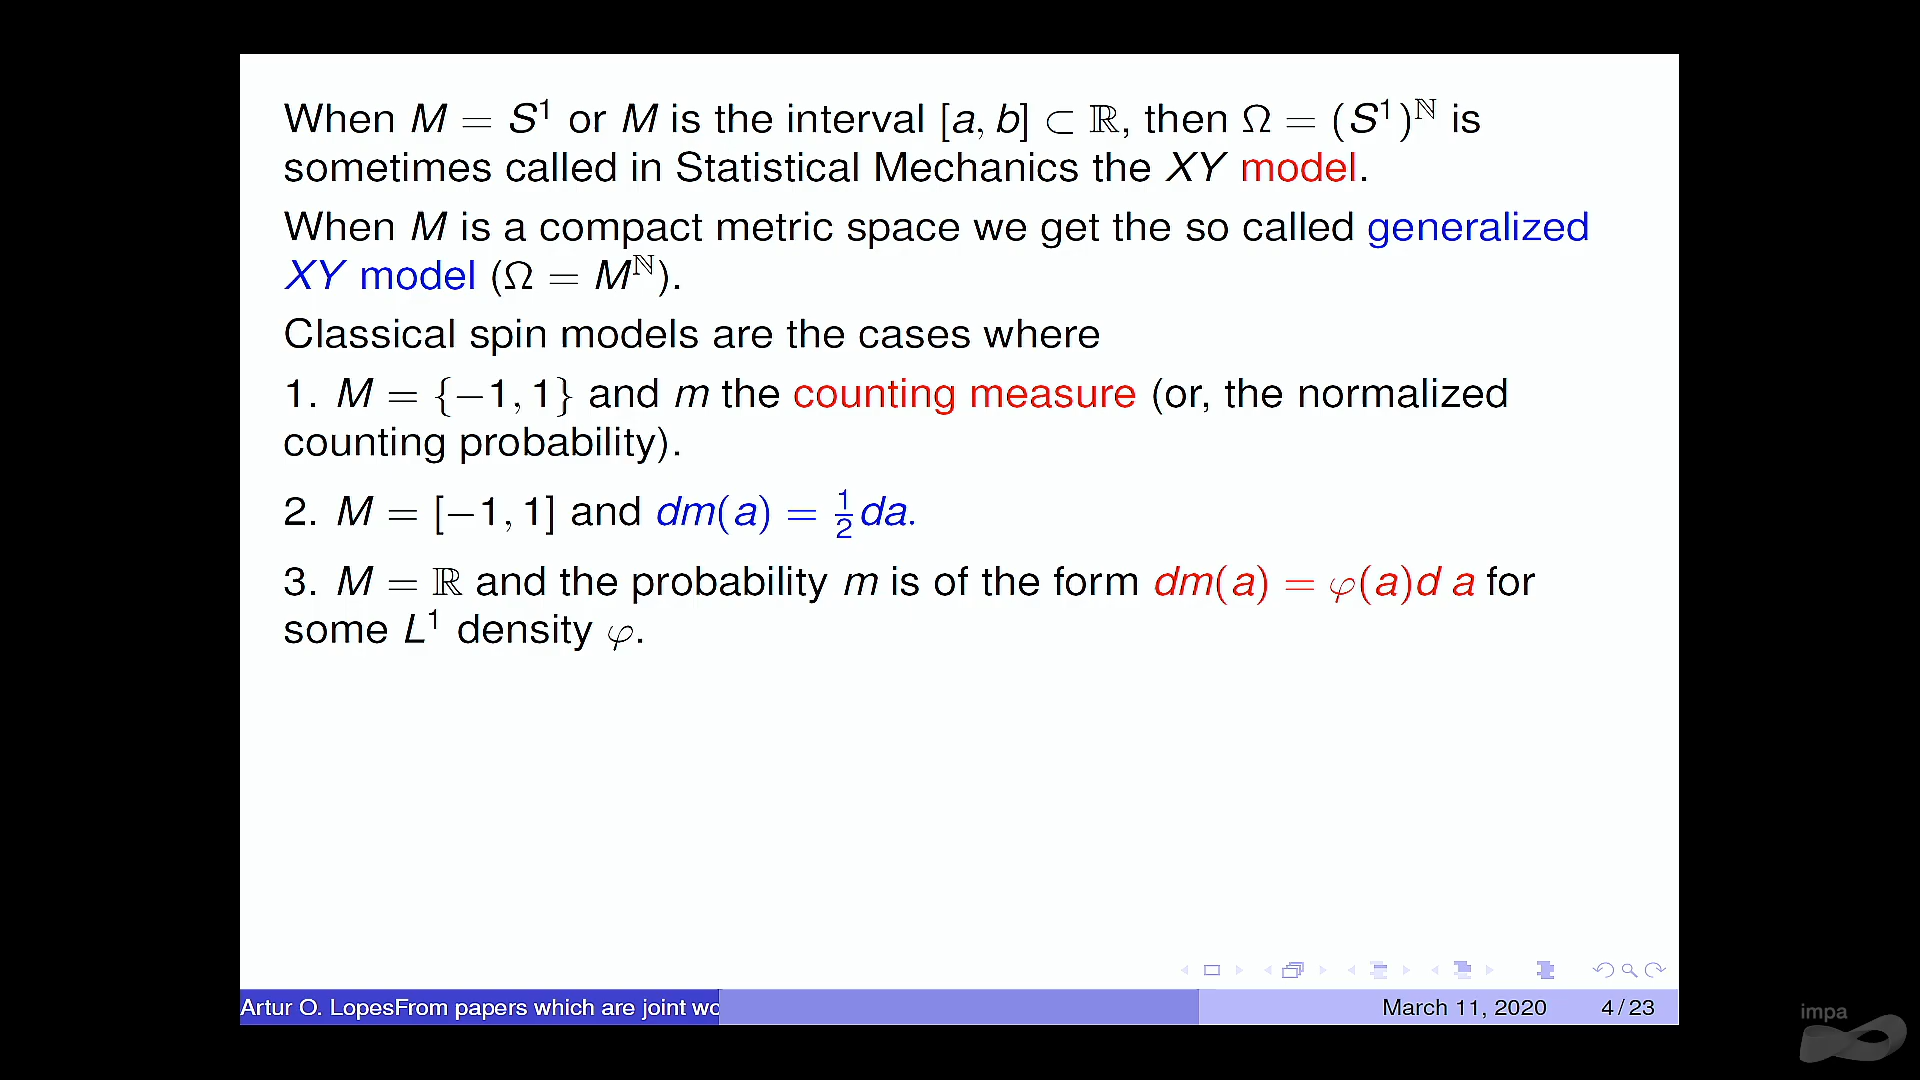 When M = S¹ or M is the interval [a, b] ⊂ ℝ, then Ω = (S¹)^ℕ is
sometimes called in Statistical Mechanics the XY model.
When M is a compact metric space we get the so called generalized
XY model (Ω = M^ℕ).
Classical spin models are the cases where
1. M = {−1, 1} and m the counting measure (or, the normalized
counting probability).
2. M = [−1, 1] and dm(a) = ½da.
3. M = ℝ and the probability m is of the form dm(a) = φ(a)d a for
some L¹ density φ.
Artur O. LopesFrom papers which are joint wo
March 11, 2020
4/23
impa